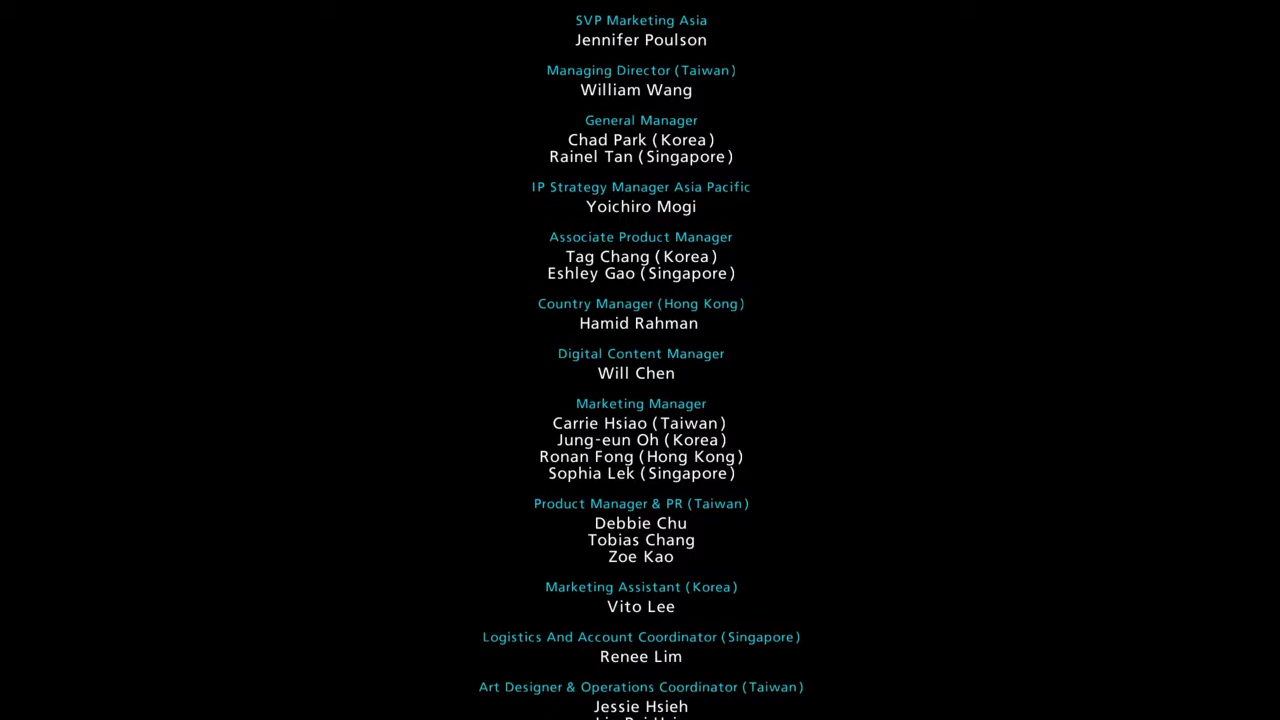 SVP Marketing Asia
Jennifer Poulson
Managing Director (Taiwan)
William Wang
General Manager
Chad Park (Korea)
Rainel Tan (Singapore)
IP Strategy Manager Asia Pacific
Yoichiro Mogi
Associate Product Manager
Tag Chang (Korea)
Eshley Gao (Singapore)
Country Manager (Hong Kong)
Hamid Rahman
Digital Content Manager
Will Chen
Marketing Manager
Carrie Hsiao (Taiwan)
Jung-eun Oh (Korea)
Ronan Fong (Hong Kong)
Sophia Lek (Singapore)
Product Manager & PR (Taiwan)
Debbie Chu
Tobias Chang
Zoe Kao
Marketing Assistant (Korea)
Vito Lee
Logistics And Account Coordinator (Singapore)
Renee Lim
Art Designer & Operations Coordinator (Taiwan)
Jessie Hsieh